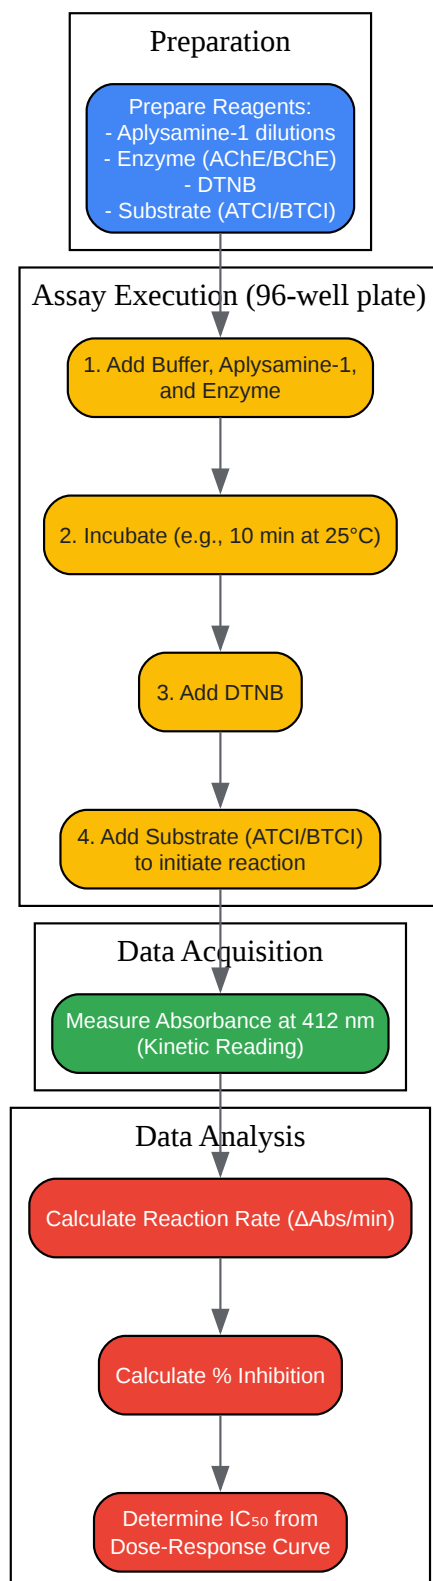 Preparation
Prepare Reagents:
- Aplysamine-1 dilutions
- Enzyme (AChE/BChE)
- DTNB
- Substrate (ATCI/BTCI)
Assay Execution (96-well plate)
1. Add Buffer, Aplysamine-1,
and Enzyme
2. Incubate (e.g., 10 min at 25°C)
3. Add DTNB
4. Add Substrate (ATCI/BTCI)
to initiate reaction
Data Acquisition
Measure Absorbance at 412 nm
(Kinetic Reading)
Data Analysis
Calculate Reaction Rate (ΔAbs/min)
Calculate % Inhibition
Determine IC₅₀ from
Dose-Response Curve